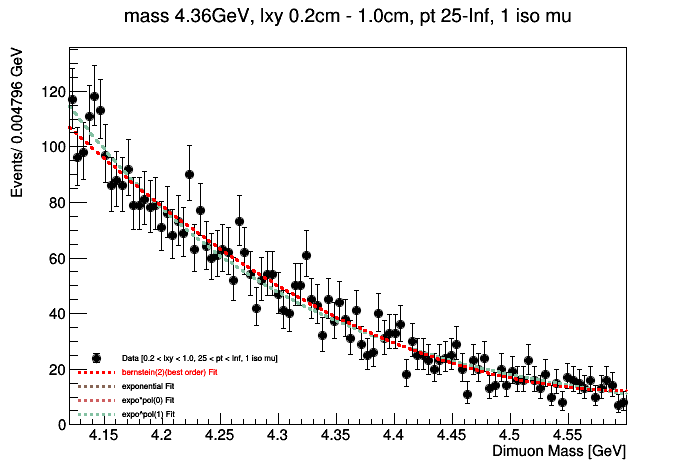 mass 4.36GeV, lxy 0.2cm - 1.0cm, pt 25-Inf, 1 iso mu
Events/ 0.004796 GeV
120
100
80
60
40
20
0
Data [0.2 < lxy < 1.0, 25 < pt < Inf, 1 iso mu]
bernstein(2)(best order) Fit
exponential Fit
expo*pol(0) Fit
expo*pol(1) Fit
4.15 4.2 4.25 4.3 4.35 4.4 4.45 4.5 4.55
Dimuon Mass [GeV]